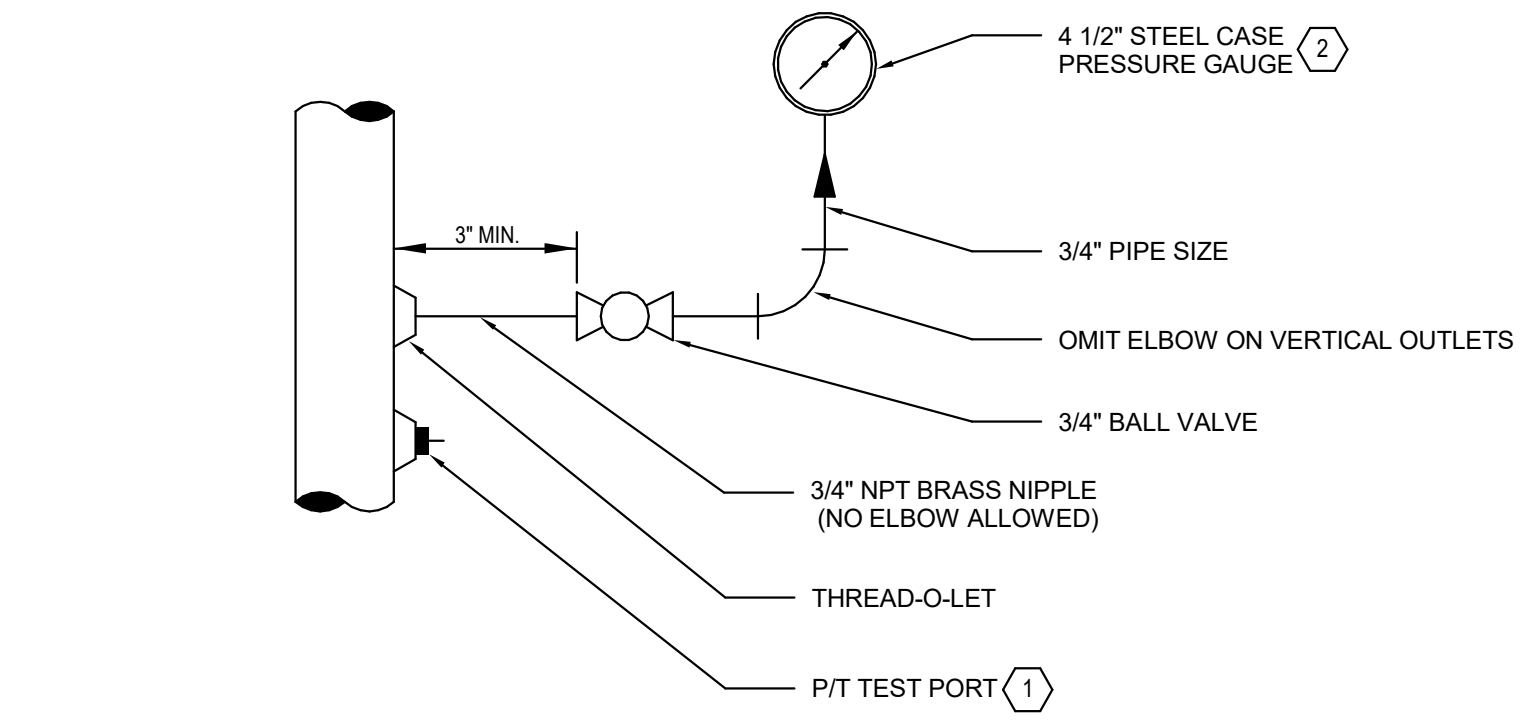 4 1/2" STEEL CASE
PRESSURE GAUGE 2
3" MIN.
3/4" PIPE SIZE
OMIT ELBOW ON VERTICAL OUTLETS
3/4" BALL VALVE
3/4" NPT BRASS NIPPLE
(NO ELBOW ALLOWED)
THREAD-O-LET
P/T TEST PORT 1